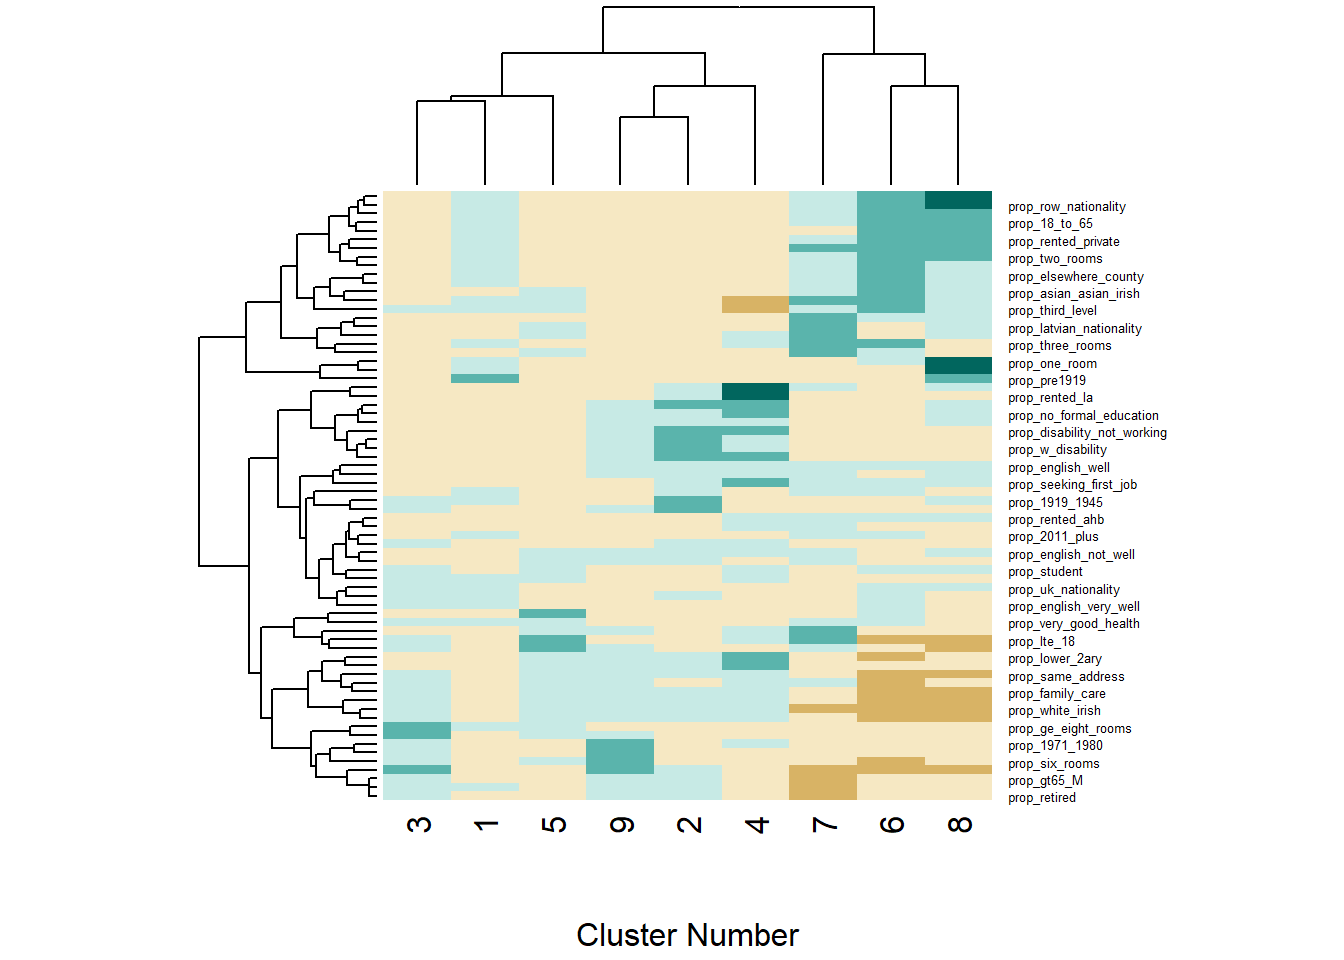 prop_row_nationality
prop_18_to_65
prop_rented_private
prop_two_rooms
prop_elsewhere_county
prop_asian_asian_irish
prop_third_level
prop_latvian_nationality
prop_three_rooms
prop_one_room
prop_pre1919
prop_rented_la
prop_no_formal_education
prop_disability_not_working
prop_w_disability
prop_english_well
prop_seeking_first_job
prop_1919_1945
prop_rented_ahb
prop_2011_plus
prop_english_not_well
prop_student
prop_uk_nationality
prop_english_very_well
prop_very_good_health
prop_lte_18
prop_lower_2ary
prop_same_address
prop_family_care
prop_white_irish
prop_ge_eight_rooms
prop_1971_1980
prop_six_rooms
prop_gt65_M
prop_retired
3 1 5 9 2 4 7 6 8
Cluster Number